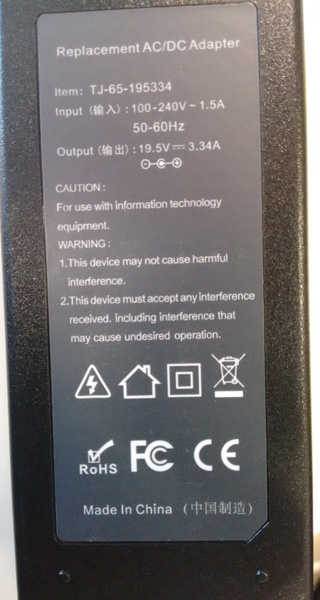 Replacement AC/DC Adapter
Item: TJ-65-195334
Input (输入) : 100-240V ~ 1.5A
50-60Hz
Output (输出) : 19.5V ⎓ 3.34A
CAUTION :
For use with information technology
equipment.
WARNING :
1.This device may not cause harmful
interference.
2.This device must accept any interference
received. including interference that
may cause undesired operation.
RoHS FC CE
Made In China (中国制造)